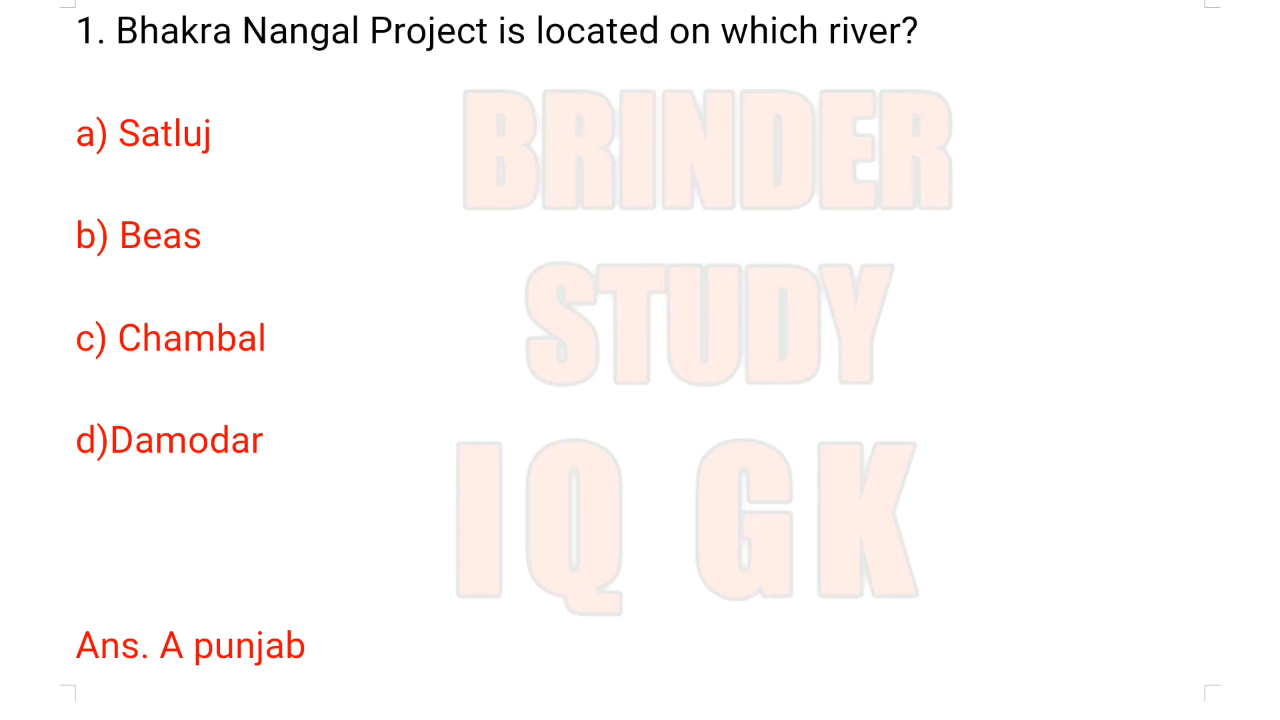 1. Bhakra Nangal Project is located on which river?
a) Satluj
b) Beas
c) Chambal
d)Damodar
Ans. A punjab
BRINDER
STUDY
IQ GK